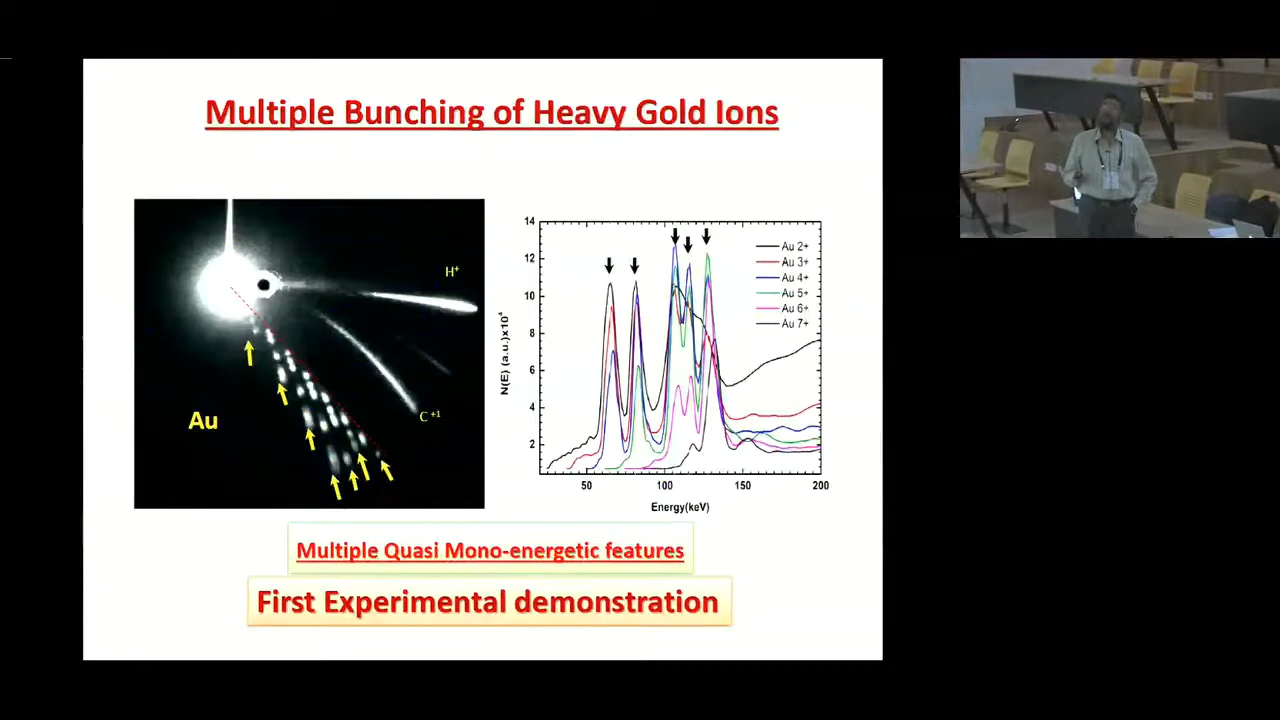 Multiple Bunching of Heavy Gold Ions
H+
C +1
Au
N(E) (a.u.)x10^4
14
12
10
8
6
4
2
50
100
150
200
Energy(keV)
Au 2+
Au 3+
Au 4+
Au 5+
Au 6+
Au 7+
Multiple Quasi Mono-energetic features
First Experimental demonstration